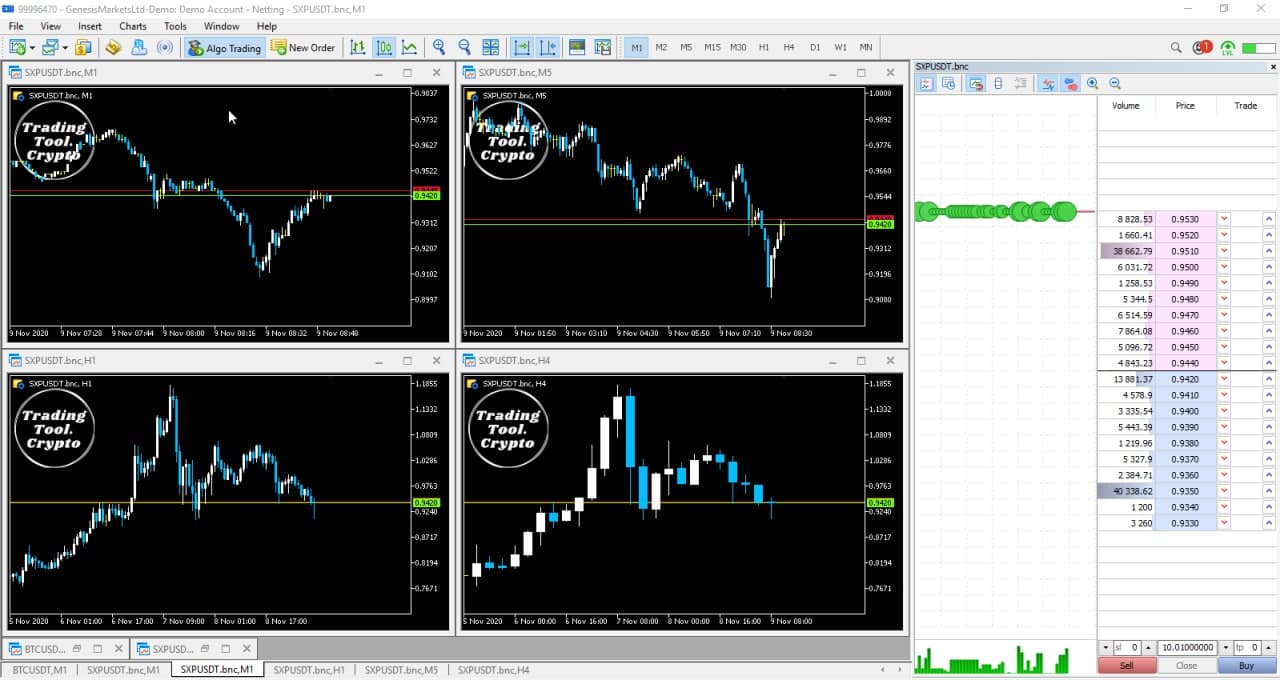 99996470 - GenesisMarketsLtd-Demo: Demo Account - Netting - SXPUSDT.bnc,M1
File View Insert Charts Tools Window Help
Algo Trading New Order M1 M2 M5 M15 M30 H1 H4 D1 W1 MN 1 LVL
SXPUSDT.bnc,M1
SXPUSDT.bnc, M1
Trading
Tool.
Crypto
0.9837
0.9732
0.9627
0.9522
0.9420
0.9312
0.9207
0.9102
0.8997
9 Nov 2020 9 Nov 07:28 9 Nov 07:44 9 Nov 08:00 9 Nov 08:16 9 Nov 08:32 9 Nov 08:48
SXPUSDT.bnc,M5
SXPUSDT.bnc, M5
Trading
Tool.
Crypto
1.0008
0.9892
0.9776
0.9660
0.9544
0.9420
0.9312
0.9196
0.9080
9 Nov 2020 9 Nov 01:50 9 Nov 03:10 9 Nov 04:30 9 Nov 05:50 9 Nov 07:10 9 Nov 08:30
SXPUSDT.bnc,H1
SXPUSDT.bnc, H1
Trading
Tool.
Crypto
1.1855
1.1332
1.0809
1.0286
0.9763
0.9420
0.9240
0.8717
0.8194
0.7671
5 Nov 2020 6 Nov 01:00 6 Nov 17:00 7 Nov 09:00 8 Nov 01:00 8 Nov 17:00
SXPUSDT.bnc,H4
SXPUSDT.bnc, H4
Trading
Tool.
Crypto
1.1855
1.1332
1.0809
1.0286
0.9763
0.9420
0.9240
0.8717
0.8194
0.7671
5 Nov 2020 6 Nov 00:00 6 Nov 16:00 7 Nov 08:00 8 Nov 00:00 8 Nov 16:00 9 Nov 08:00
SXPUSDT.bnc
Volume Price Trade
8 828.53 0.9530
1 660.41 0.9520
38 662.79 0.9510
6 031.72 0.9500
1 258.53 0.9490
5 344.5 0.9480
6 514.59 0.9470
7 864.08 0.9460
5 096.72 0.9450
4 843.23 0.9440
13 881.37 0.9420
4 578.9 0.9410
3 335.54 0.9400
5 443.39 0.9390
1 219.96 0.9380
5 327.9 0.9370
2 384.71 0.9360
40 338.62 0.9350
1 200 0.9340
3 260 0.9330
sl 0 10.01000000 tp 0
Sell Close Buy
BTCUSD... SXPUSD...
BTCUSDT,M1 SXPUSDT.bnc,M1 SXPUSDT.bnc,M1 SXPUSDT.bnc,H1 SXPUSDT.bnc,M5 SXPUSDT.bnc,H4